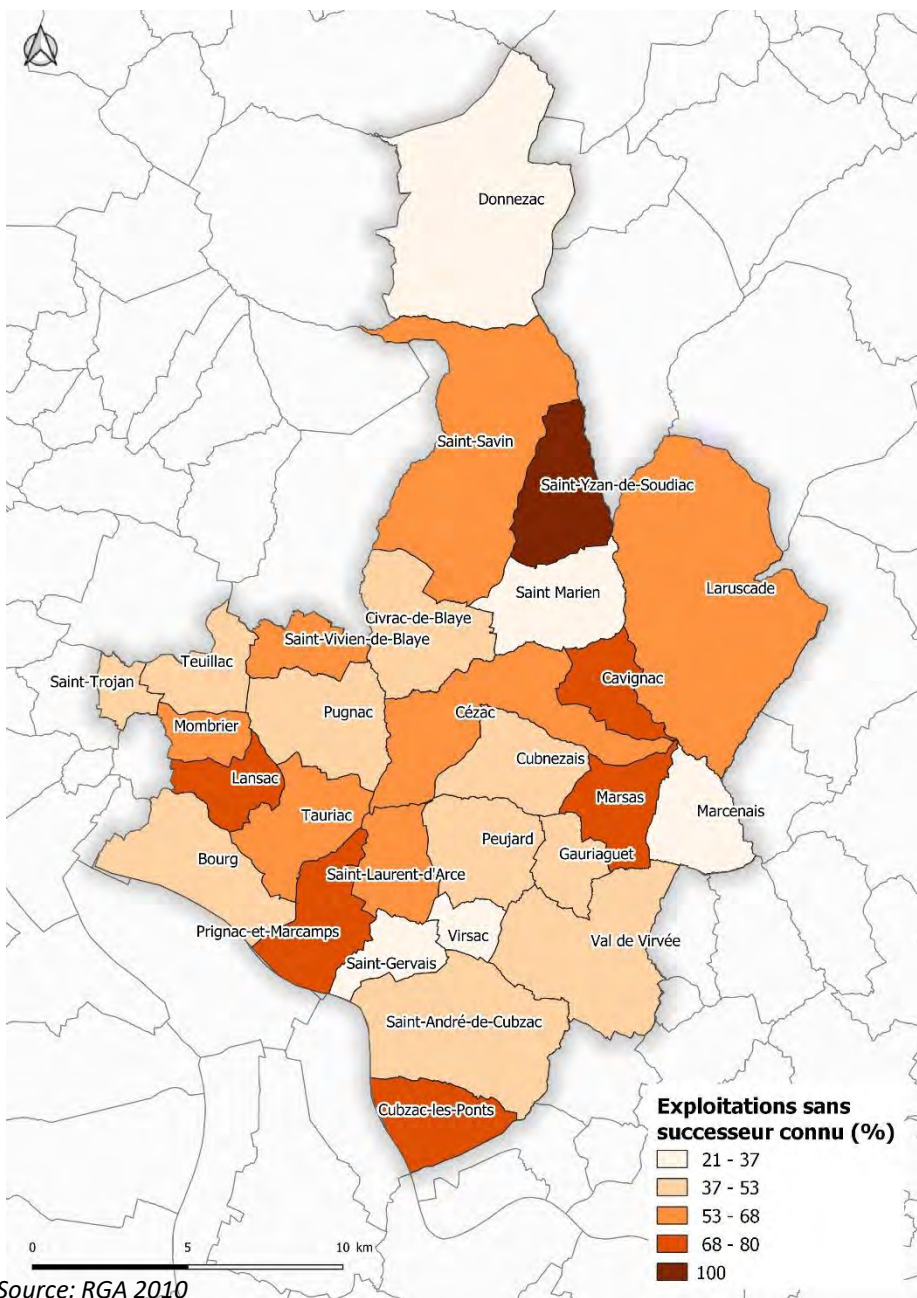 Donnezac
Saint-Savin
Saint-Yzan-de-Soudiac
Saint Marien
Laruscade
Civrac-de-Blaye
Saint-Vivien-de-Blaye
Teuillac
Saint-Trojan
Cavignac
Pugnac
Cézac
Mombrier
Cubnezais
Lansac
Marsas
Tauriac
Marcenais
Peujard
Bourg
Gauriaguet
Saint-Laurent-d'Arce
Prignac-et-Marcamps
Virsac
Val de Virvée
Saint-Gervais
Saint-André-de-Cubzac
Cubzac-les-Ponts
Exploitations sans
successeur connu (%)
21 - 37
37 - 53
53 - 68
68 - 80
100
0 5 10 km
Source: RGA 2010